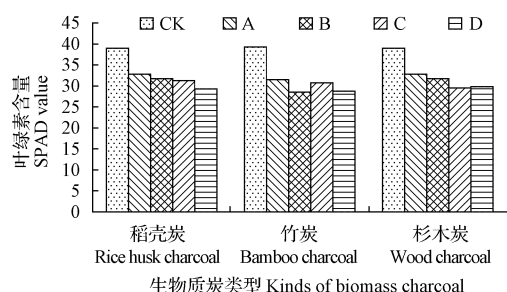 45
40
35
30
25
20
15
10
5
0
CK A B C D
叶绿素含量
SPAD value
稻壳炭 竹炭 杉木炭
Rice husk charcoal Bamboo charcoal Wood charcoal
生物质炭类型 Kinds of biomass charcoal